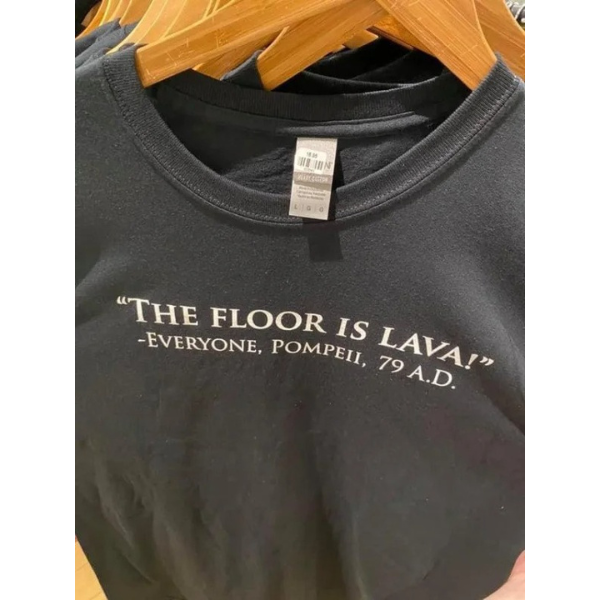 “THE FLOOR IS LAVA!”
-EVERYONE, POMPEII, 79 A.D.